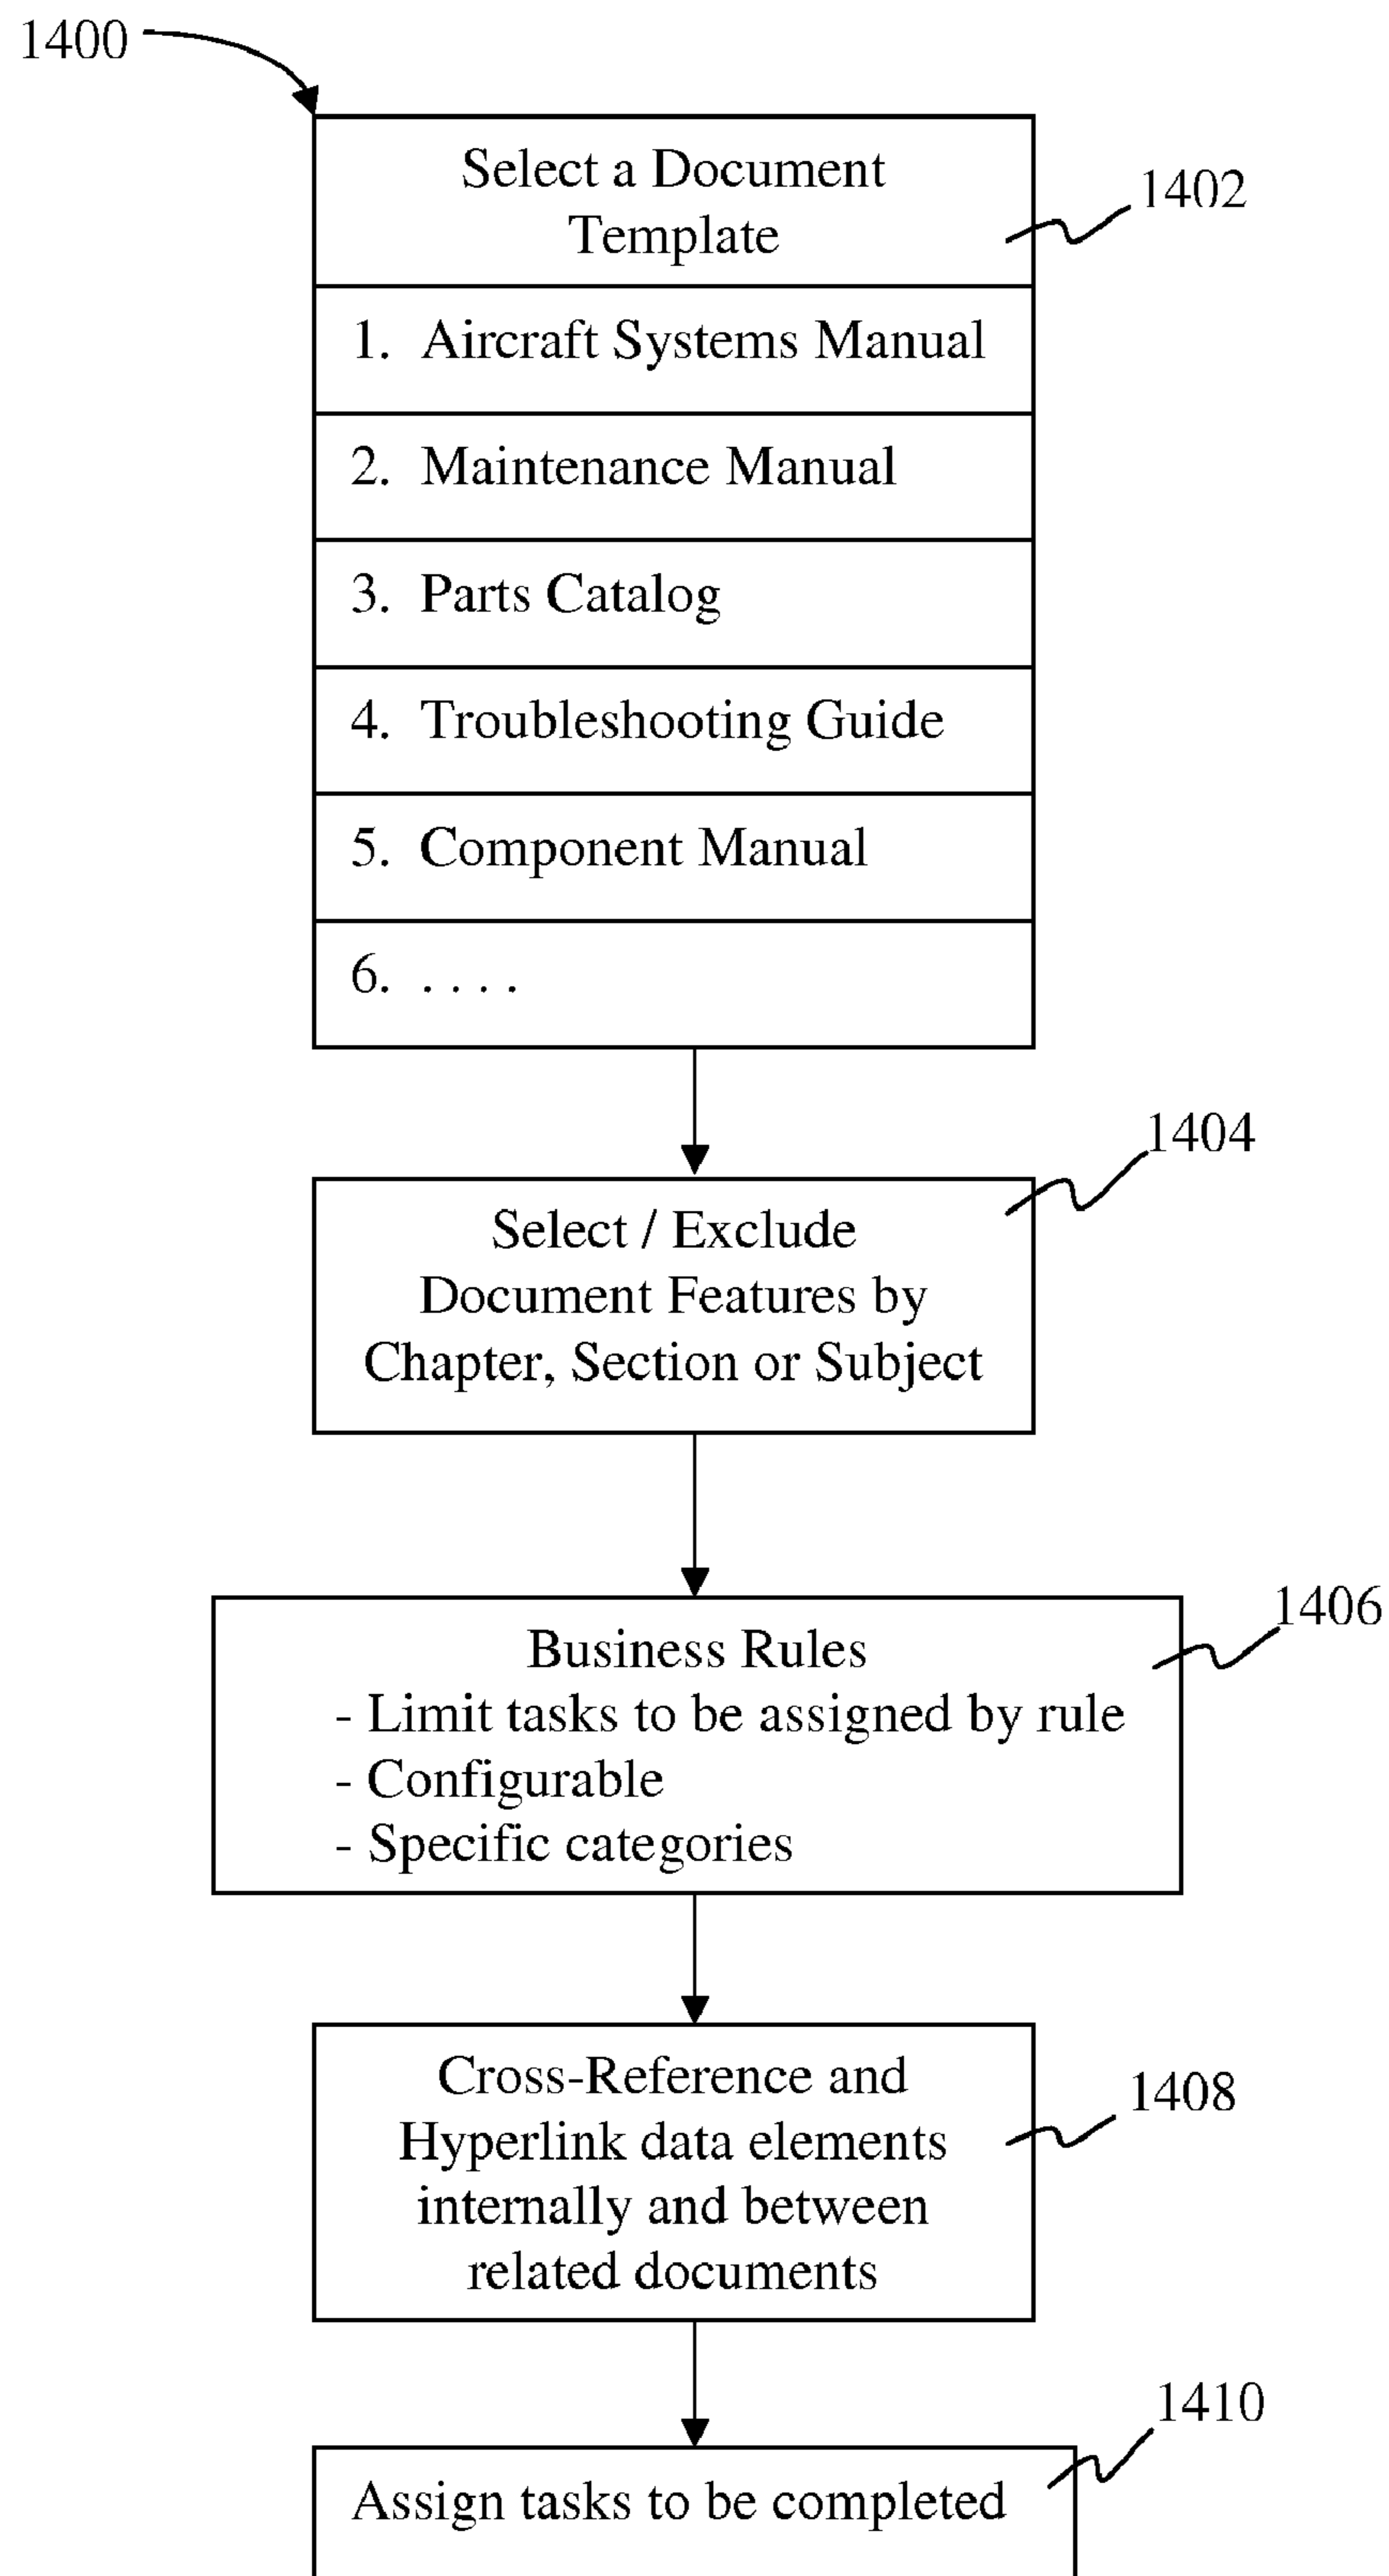 1400
Select a Document
Template
1402
1. Aircraft Systems Manual
2. Maintenance Manual
3. Parts Catalog
4. Troubleshooting Guide
5. Component Manual
6. . . . .
1404
Select / Exclude
Document Features by
Chapter, Section or Subject
1406
Business Rules
- Limit tasks to be assigned by rule
- Configurable
- Specific categories
Cross-Reference and
1408
Hyperlink data elements
internally and between
related documents
1410
Assign tasks to be completed